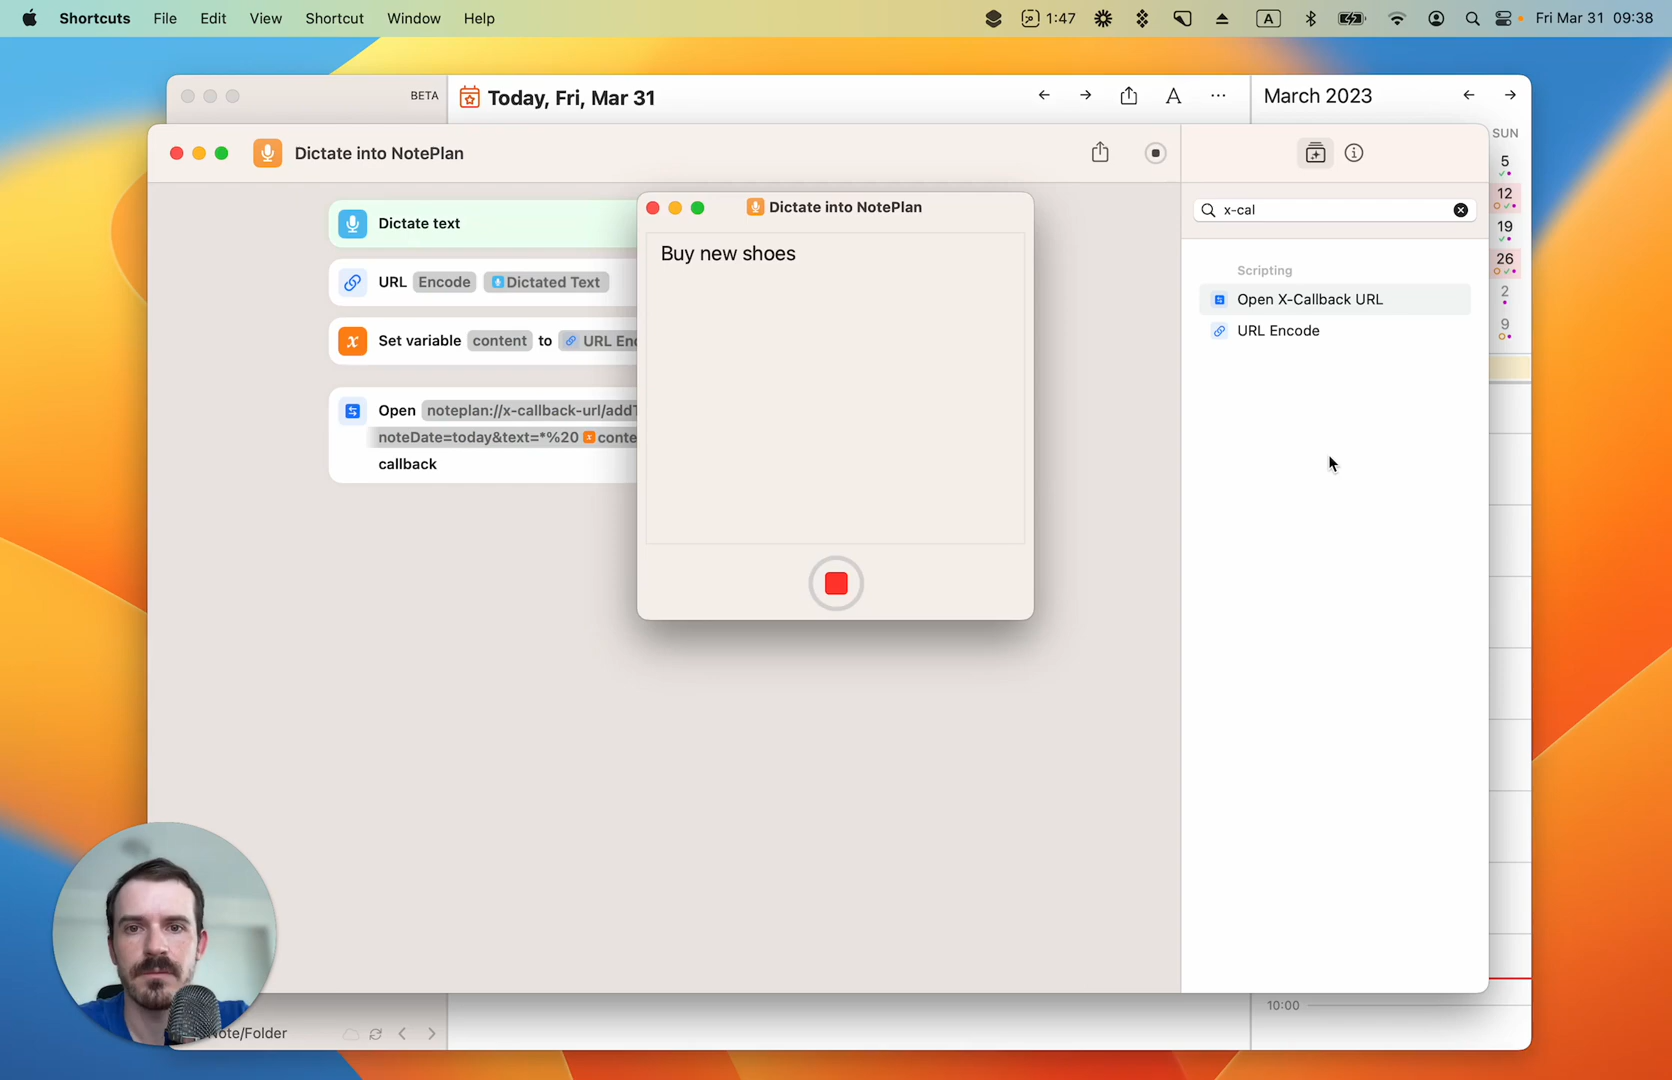 Shortcuts File Edit View Shortcut Window Help 1:47 A Fri Mar 31 09:38
BETA
Today, Fri, Mar 31
March 2023
SUN
5
12
19
26
2
9
Dictate into NotePlan
Dictate text
URL Encode Dictated Text
Set variable content to URL En
Open noteplan://x-callback-url/add
noteDate=today&text=*%20 conte
callback
Dictate into NotePlan
Buy new shoes
x-cal
Scripting
Open X-Callback URL
URL Encode
10:00
Note/Folder